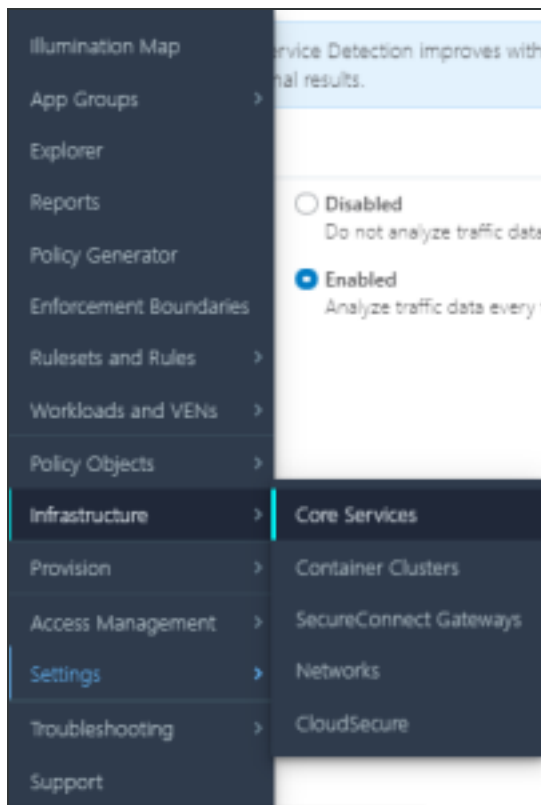 Illumination Map
App Groups
Explorer
Reports
Policy Generator
Enforcement Boundaries
Rulesets and Rules
Workloads and VENs
Policy Objects
Infrastructure
Provision
Access Management
Settings
Troubleshooting
Support
Detection improves with
results.
Disabled
Do not analyze traffic data
Enabled
Analyze traffic data every
Core Services
Container Clusters
SecureConnect Gateways
Networks
CloudSecure